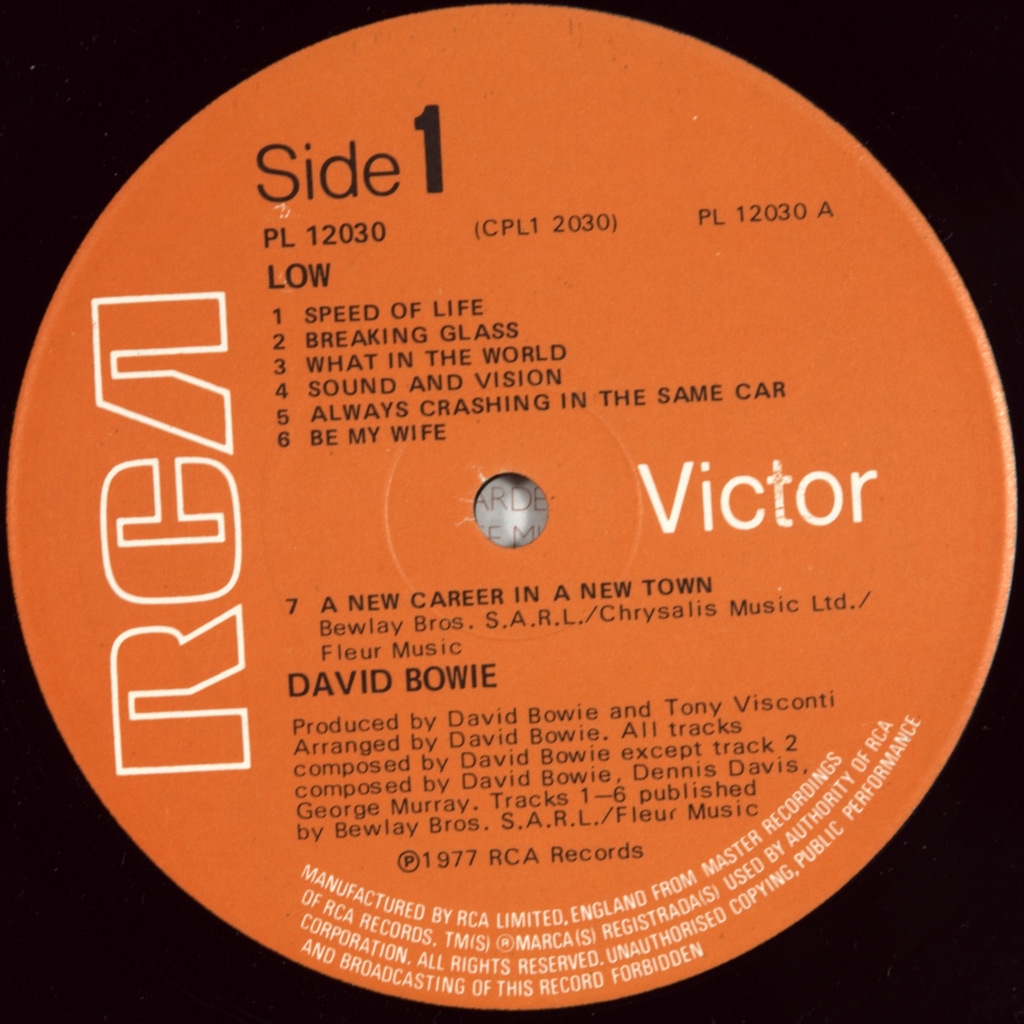 Side 1
PL 12030 (CPL1 2030) PL 12030 A
LOW
1 SPEED OF LIFE
2 BREAKING GLASS
3 WHAT IN THE WORLD
4 SOUND AND VISION
5 ALWAYS CRASHING IN THE SAME CAR
6 BE MY WIFE
RCA
Victor
7 A NEW CAREER IN A NEW TOWN
Bewlay Bros. S.A.R.L./Chrysalis Music Ltd./
Fleur Music
DAVID BOWIE
Produced by David Bowie and Tony Visconti
Arranged by David Bowie. All tracks
composed by David Bowie except track 2
composed by David Bowie, Dennis Davis,
George Murray. Tracks 1–6 published
by Bewlay Bros. S.A.R.L./Fleur Music
Ⓟ1977 RCA Records
MANUFACTURED BY RCA LIMITED, ENGLAND FROM MASTER RECORDINGS
OF RCA RECORDS, TM(S) ®MARCA(S) REGISTRADA(S) USED BY AUTHORITY OF RCA
CORPORATION, ALL RIGHTS RESERVED. UNAUTHORISED COPYING, PUBLIC PERFORMANCE
AND BROADCASTING OF THIS RECORD FORBIDDEN